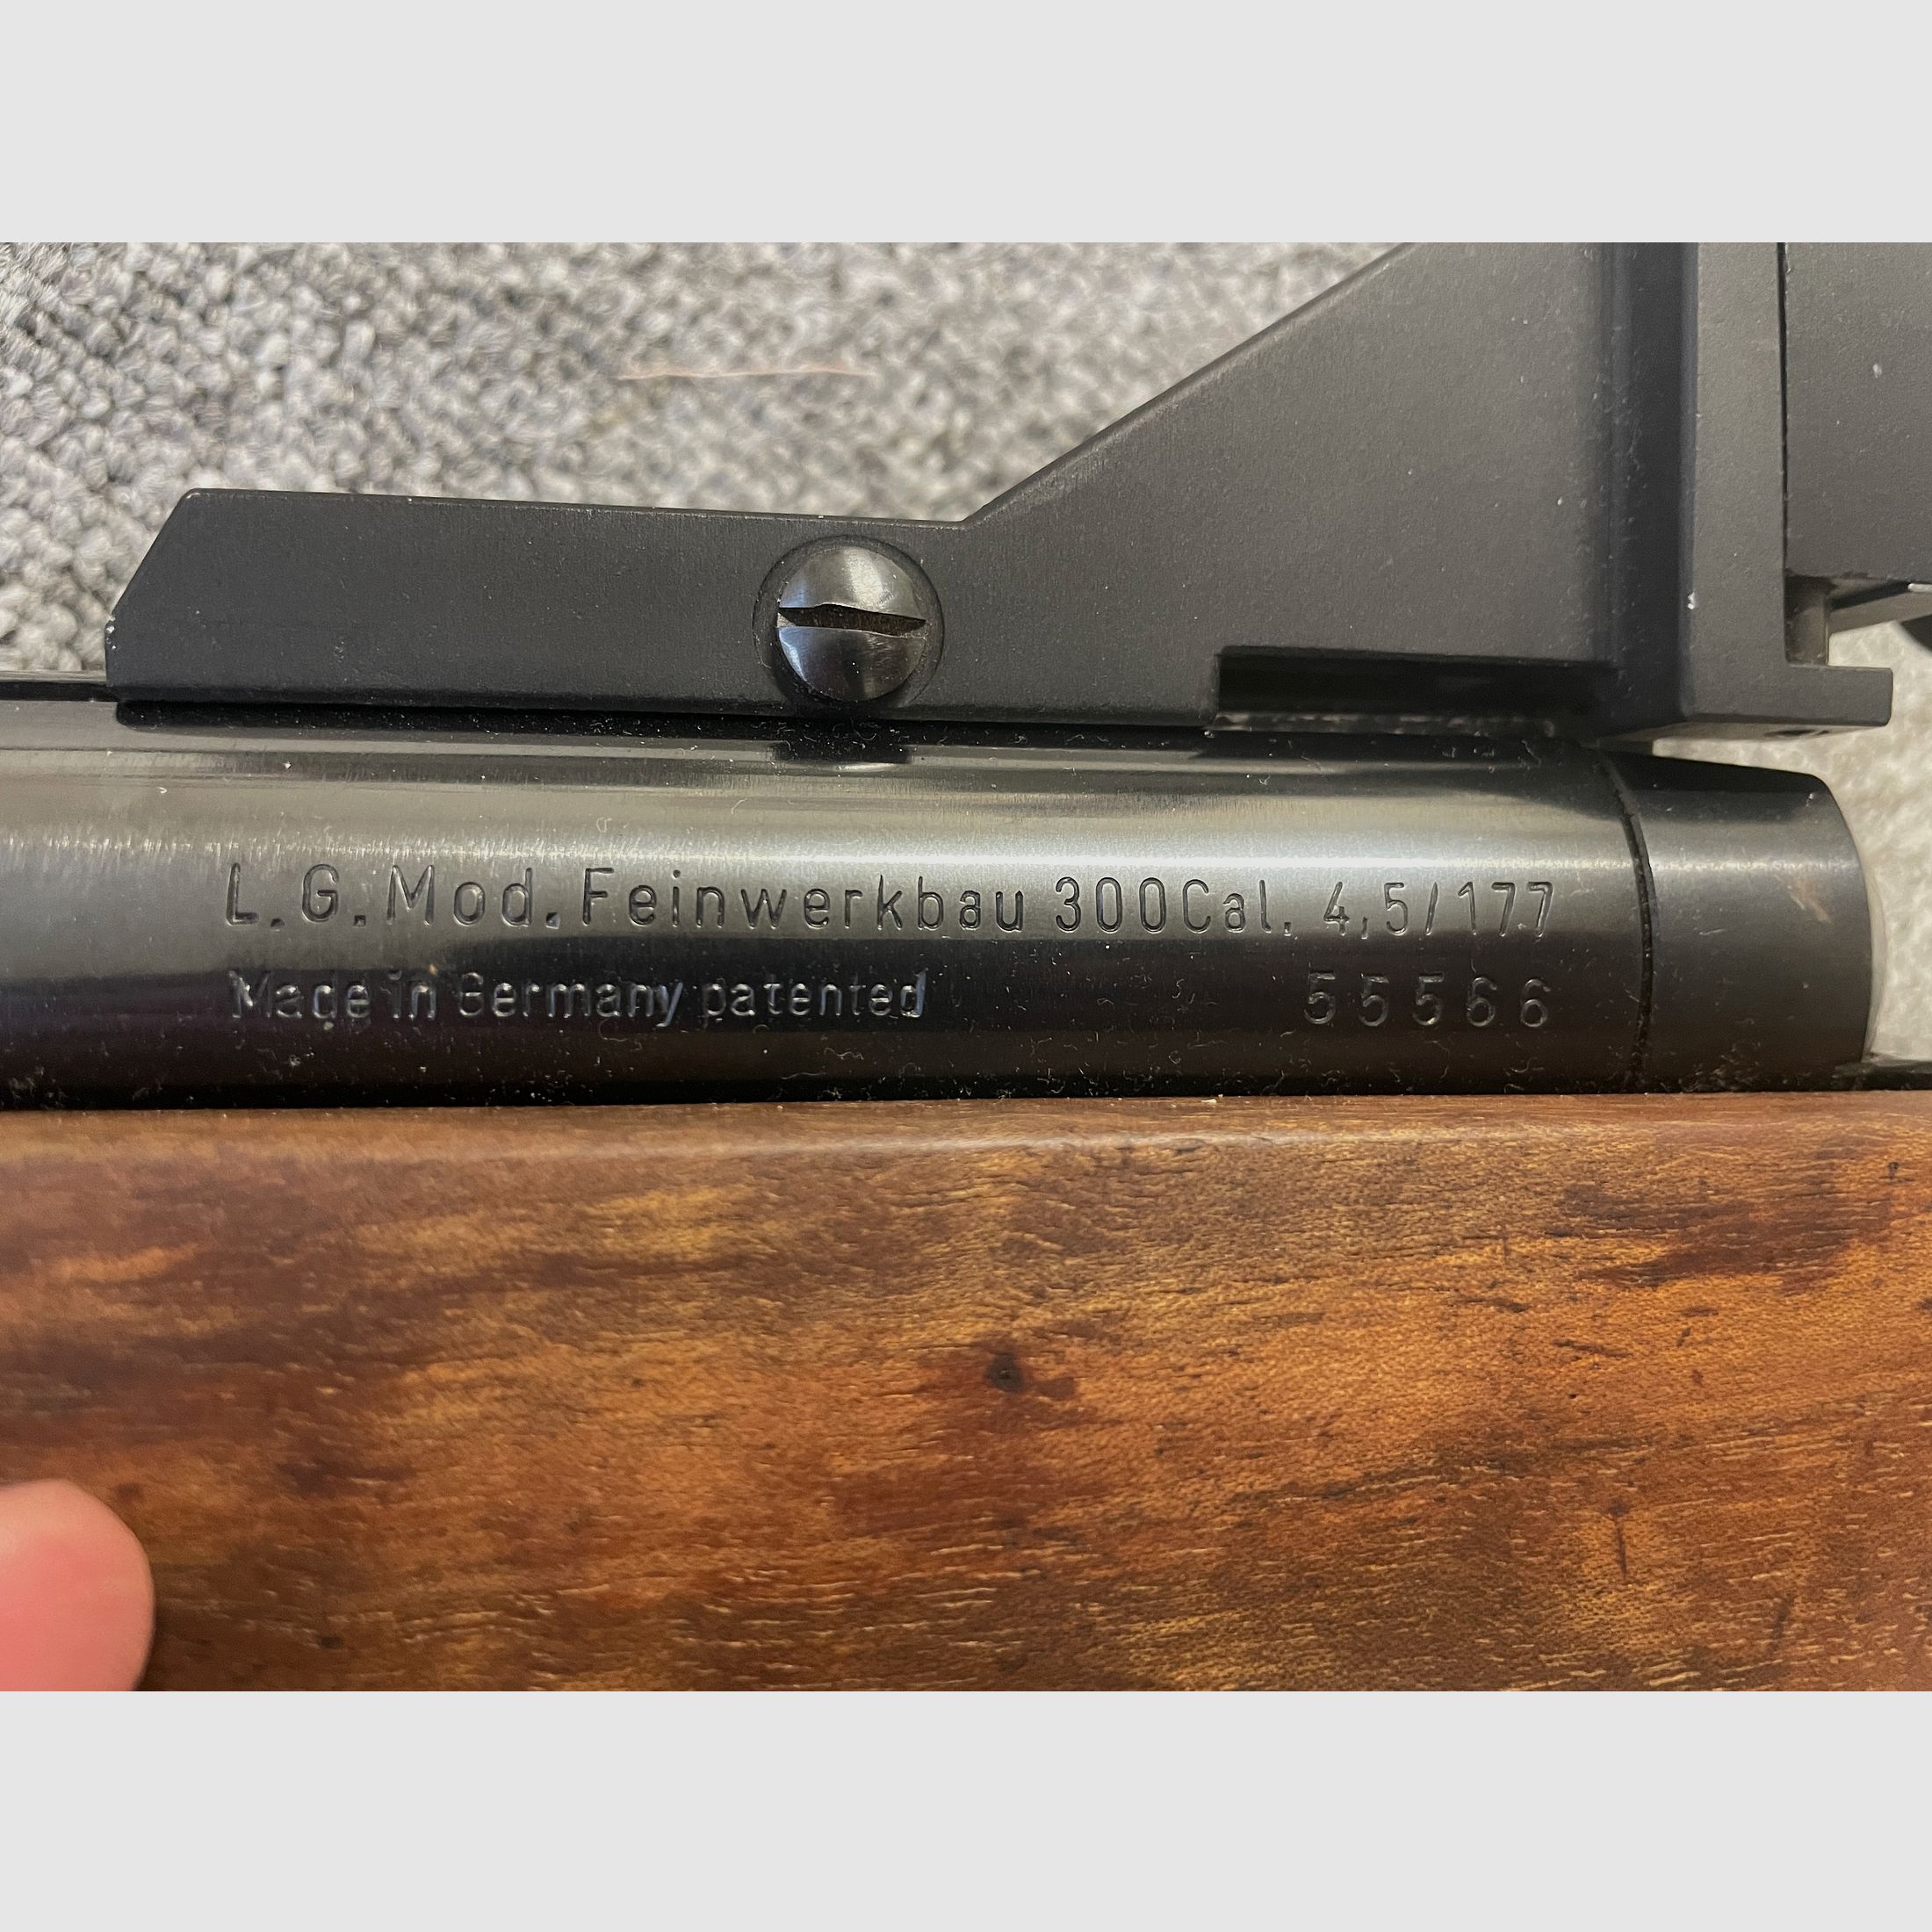 L.G.Mod.Feinwerkbau 300Cal. 4,5/177
Made in Germany patented 55566